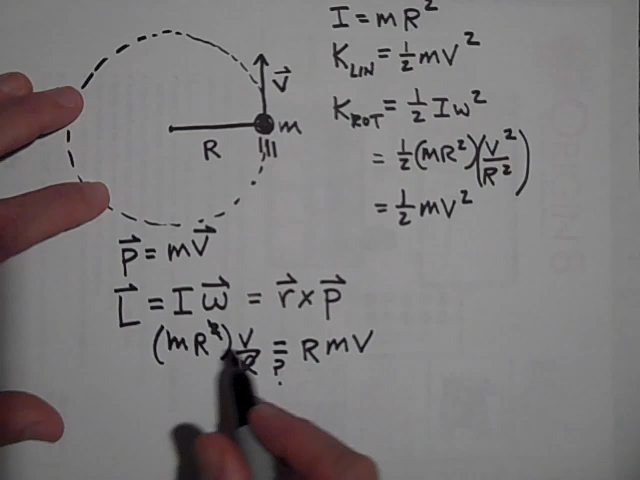 I = mR²
K_LIN = ½mV²
V⃗
K_ROT = ½Iω²
m
R
= ½(MR²)(V²/R²)
= ½mV²
P⃗ = mV⃗
L⃗ = Iω⃗ = r⃗ × p⃗
(mR²)V/R =? RMV